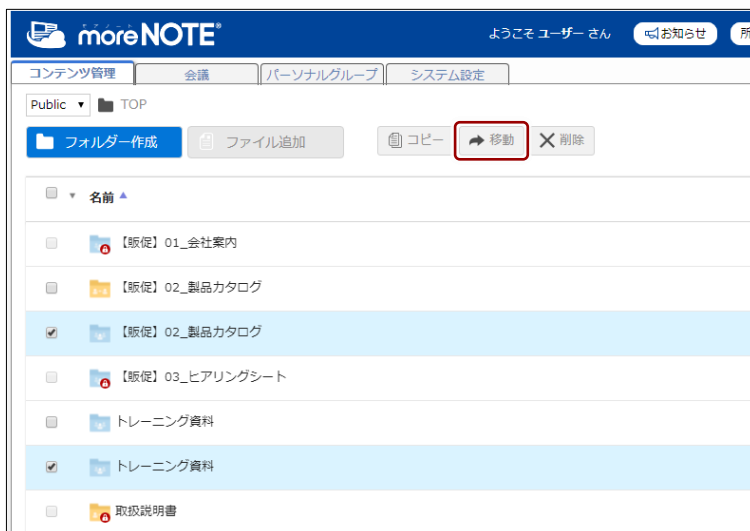 モアノート
moreNOTE®
ようこそ ユーザー さん
お知らせ
所
コンテンツ管理
会議
パーソナルグループ
システム設定
Public
TOP
フォルダー作成
ファイル追加
コピー
移動
削除
名前
【販促】01_会社案内
【販促】02_製品カタログ
【販促】02_製品カタログ
【販促】03_ヒアリングシート
トレーニング資料
トレーニング資料
取扱説明書